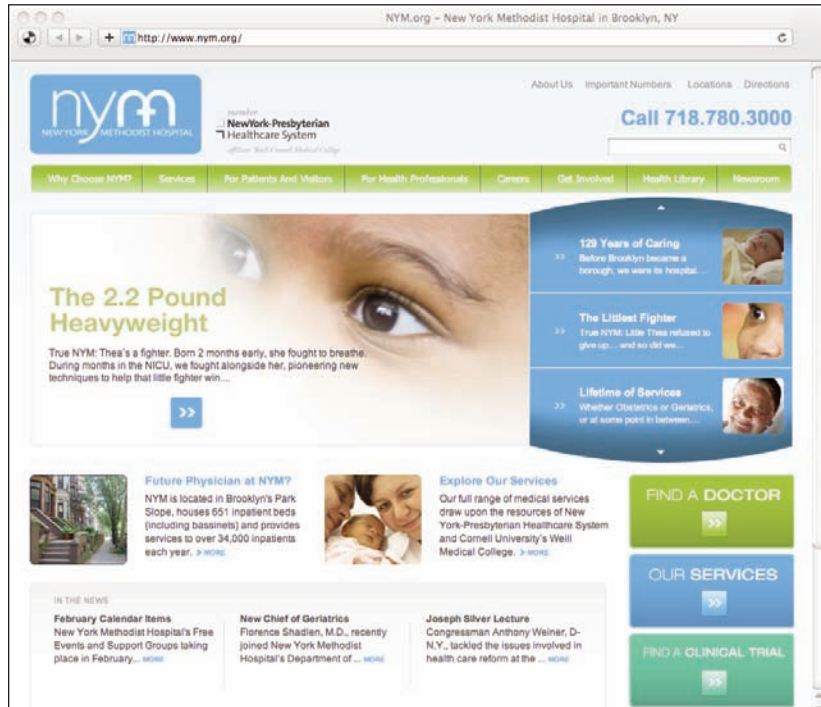 NYM.org – New York Methodist Hospital in Brooklyn, NY
http://www.nym.org/
About Us Important Numbers Locations Directions
nym
NEW YORK METHODIST HOSPITAL
member
NewYork-Presbyterian
Healthcare System
affiliate Weill Cornell Medical College
Call 718.780.3000
Why Choose NYM? Services For Patients And Visitors For Health Professionals Careers Get Involved Health Library Newsroom
The 2.2 Pound
Heavyweight
True NYM: Thea's a fighter. Born 2
months early, she fought to breathe.
During months in the NICU, we fought
alongside her, pioneering new
techniques to help that little fighter win....
>>
>> 129 Years of Caring
Before Brooklyn became a
borough, we were its hospital....
>> The Littlest Fighter
True NYM: Little Thea refused to
give up... and so did we...
>> Lifetime of Services
Whether Obstetrics or Geriatrics,
or at some point in between....
Future Physician at NYM?
NYM is located in Brooklyn's Park
Slope, houses 651 inpatient beds
(including bassinets) and provides
services to over 34,000 inpatients
each year. > MORE
Explore Our Services
Our full range of medical services
draw upon the resources of New
York-Presbyterian Healthcare System
and Cornell University's Weill
Medical College. > MORE
FIND A DOCTOR
>>
OUR SERVICES
>>
FIND A CLINICAL TRIAL
>>
IN THE NEWS
February Calendar Items
New York Methodist Hospital's Free
Events and Support Groups taking
place in February... MORE
New Chief of Geriatrics
Florence Shadlen, M.D., recently
joined New York Methodist
Hospital's Department of ... MORE
Joseph Silver Lecture
Congressman Anthony Weiner, D-
N.Y., tackled the issues involved in
health care reform at the ... MORE